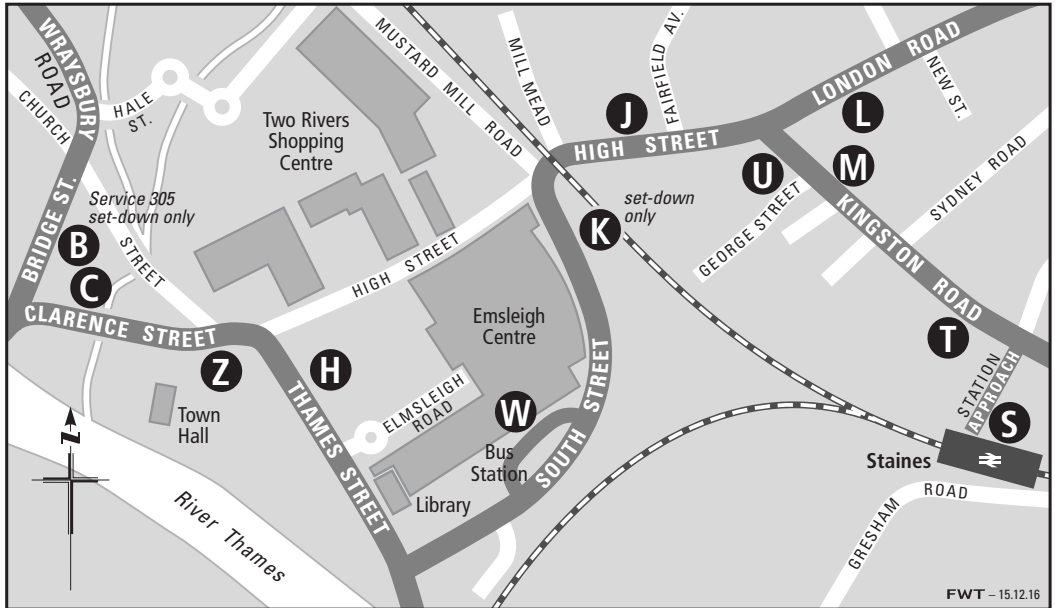 WRAYSBURY
ROAD
CHURCH
STREET
HALE
ST.
MUSTARD MILL ROAD
MILL MEAD
FAIRFIELD AV.
LONDON ROAD
NEW ST.
Two Rivers
Shopping
Centre
J
L
HIGH STREET
U
M
SYDNEY ROAD
Service 305
set-down only
BRIDGE ST.
B
C
set-down
only
K
GEORGE STREET
KINGSTON ROAD
HIGH STREET
CLARENCE STREET
Z
H
Emsleigh
Centre
T
STATION
APPROACH
S
Town
Hall
THAMES STREET
ELMSLEIGH
ROAD
W
Bus
Station
SOUTH STREET
Staines
Library
N
River Thames
GRESHAM ROAD
FWT – 15.12.16